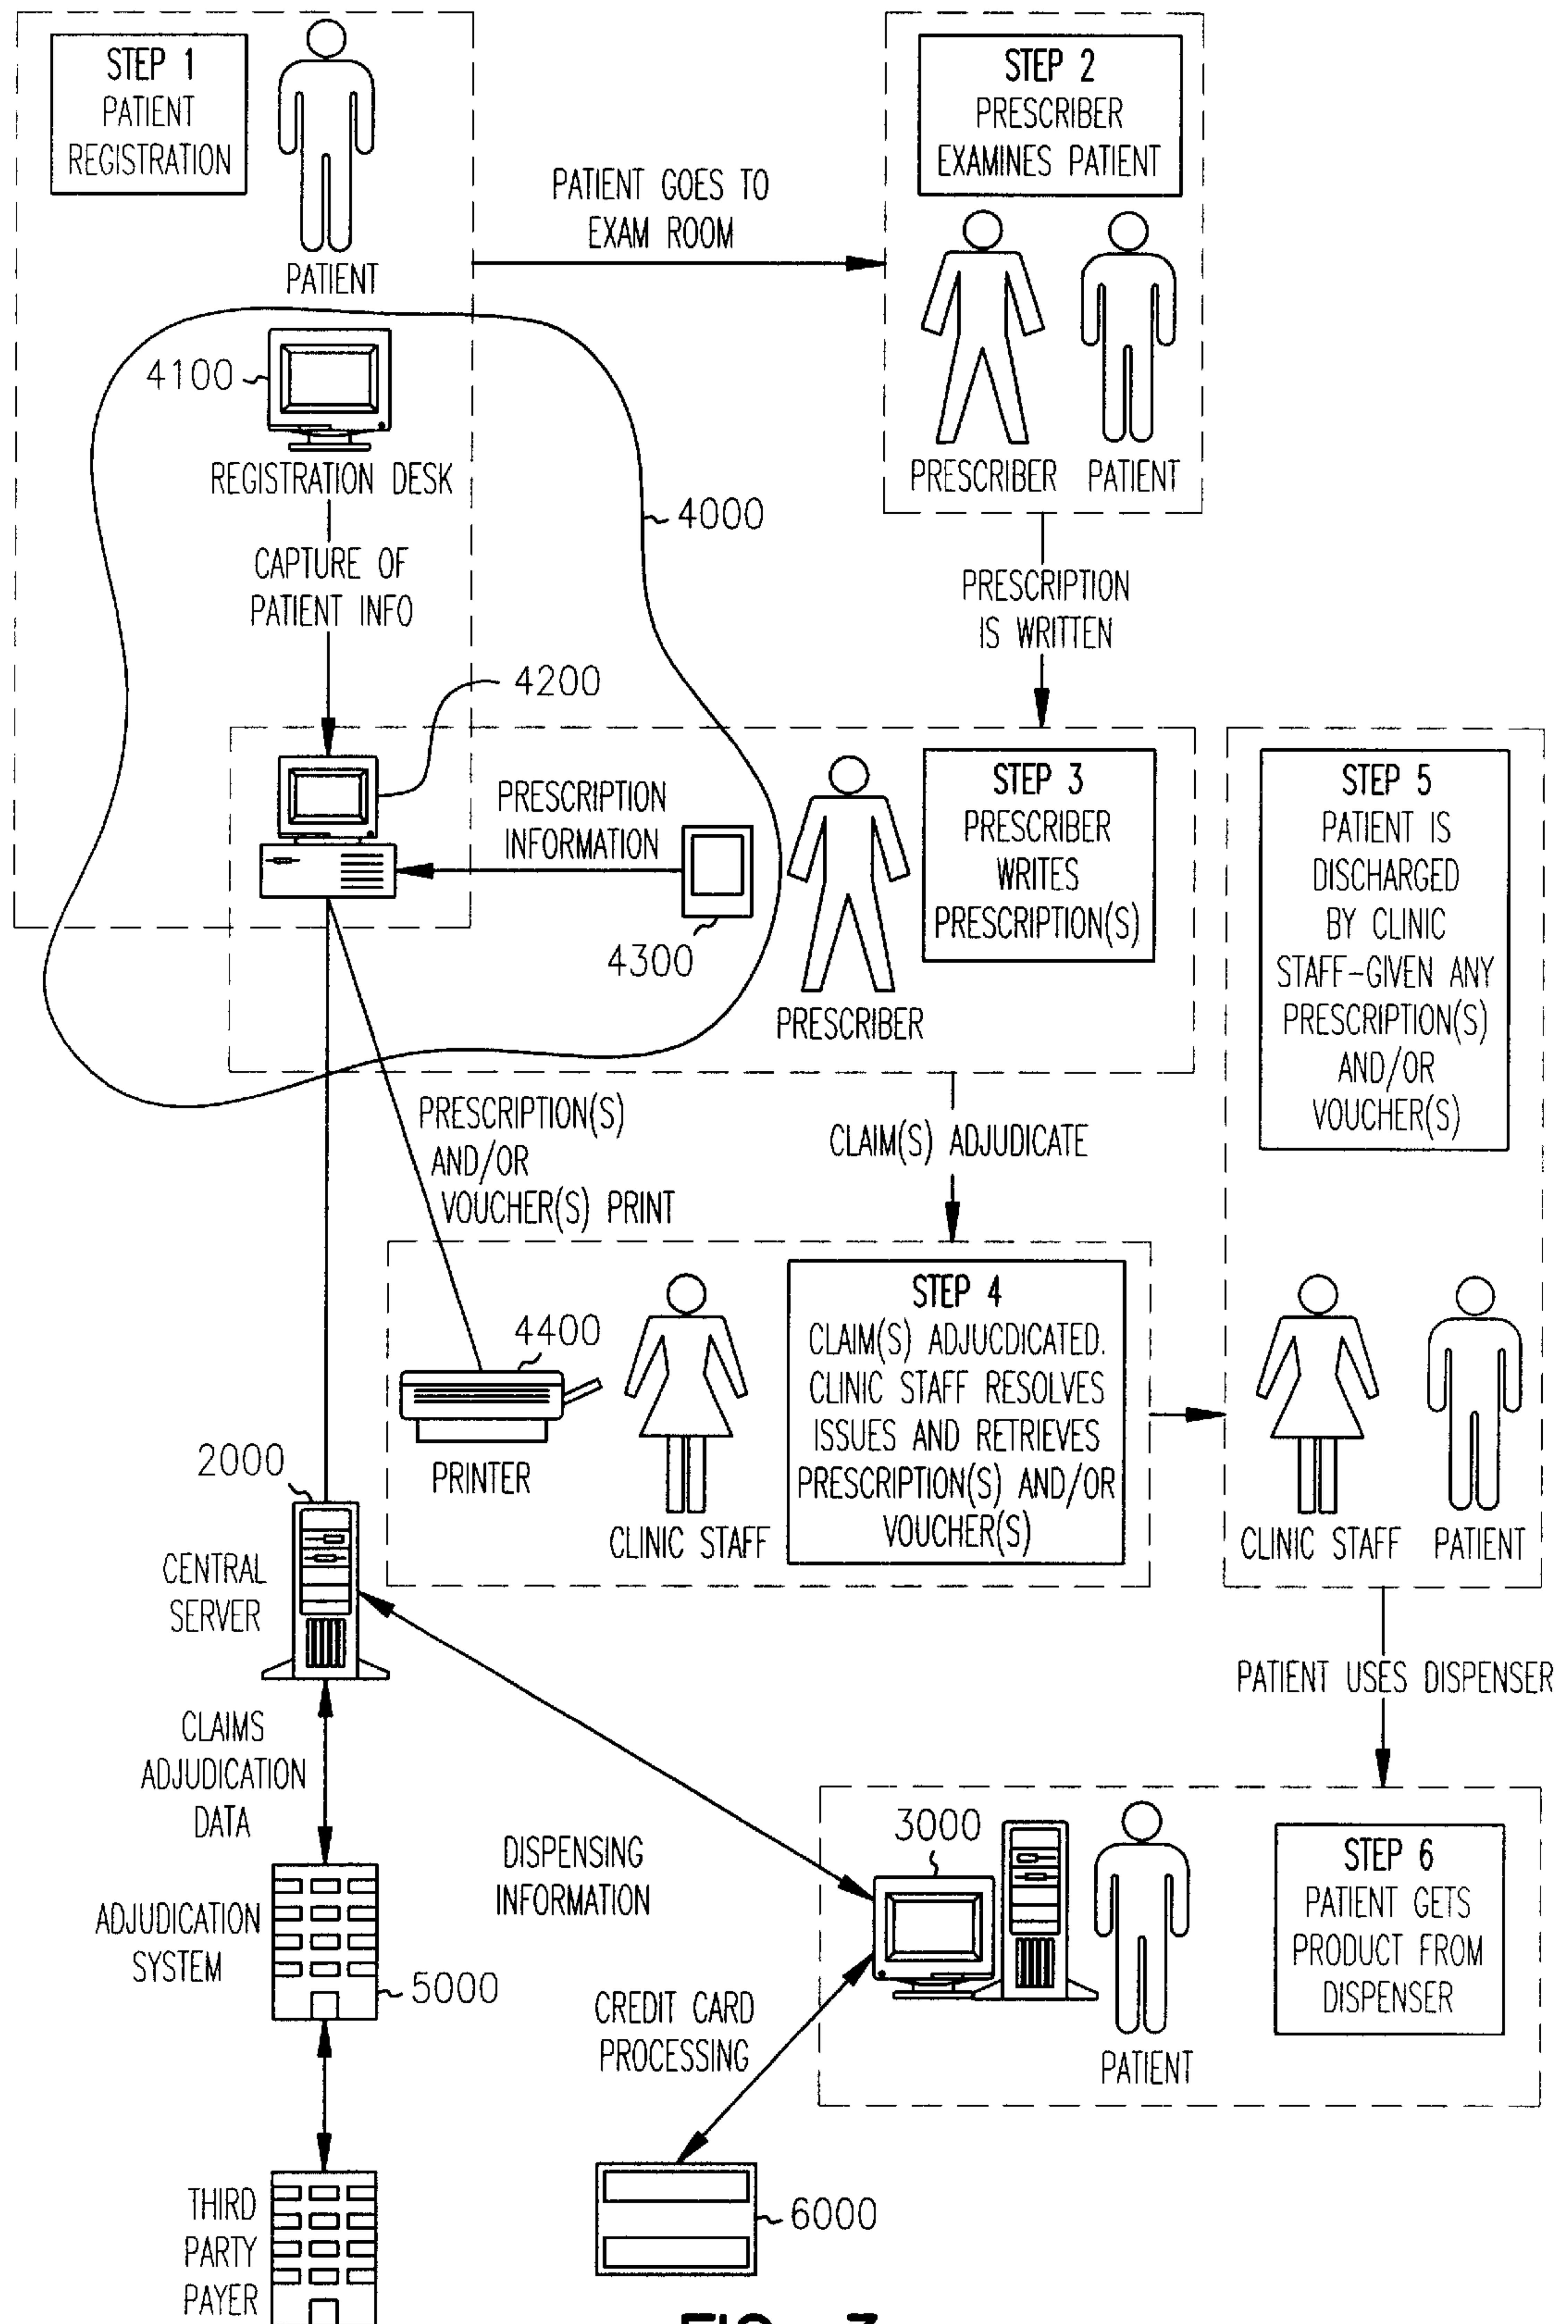 STEP 1
PATIENT
REGISTRATION
PATIENT
PATIENT GOES TO
EXAM ROOM
STEP 2
PRESCRIBER
EXAMINES PATIENT
PRESCRIBER
PATIENT
4100
REGISTRATION DESK
4000
CAPTURE OF
PATIENT INFO
PRESCRIPTION
IS WRITTEN
4200
PRESCRIPTION
INFORMATION
4300
PRESCRIBER
STEP 3
PRESCRIBER
WRITES
PRESCRIPTION(S)
STEP 5
PATIENT IS
DISCHARGED
BY CLINIC
STAFF-GIVEN ANY
PRESCRIPTION(S)
AND/OR
VOUCHER(S)
PRESCRIPTION(S)
AND/OR
VOUCHER(S) PRINT
CLAIM(S) ADJUDICATE
4400
PRINTER
CLINIC STAFF
STEP 4
CLAIM(S) ADJUCDICATED.
CLINIC STAFF RESOLVES
ISSUES AND RETRIEVES
PRESCRIPTION(S) AND/OR
VOUCHER(S)
CLINIC STAFF
PATIENT
2000
CENTRAL
SERVER
PATIENT USES DISPENSER
CLAIMS
ADJUDICATION
DATA
DISPENSING
INFORMATION
3000
PATIENT
STEP 6
PATIENT GETS
PRODUCT FROM
DISPENSER
ADJUDICATION
SYSTEM
5000
CREDIT CARD
PROCESSING
6000
THIRD
PARTY
PAYER